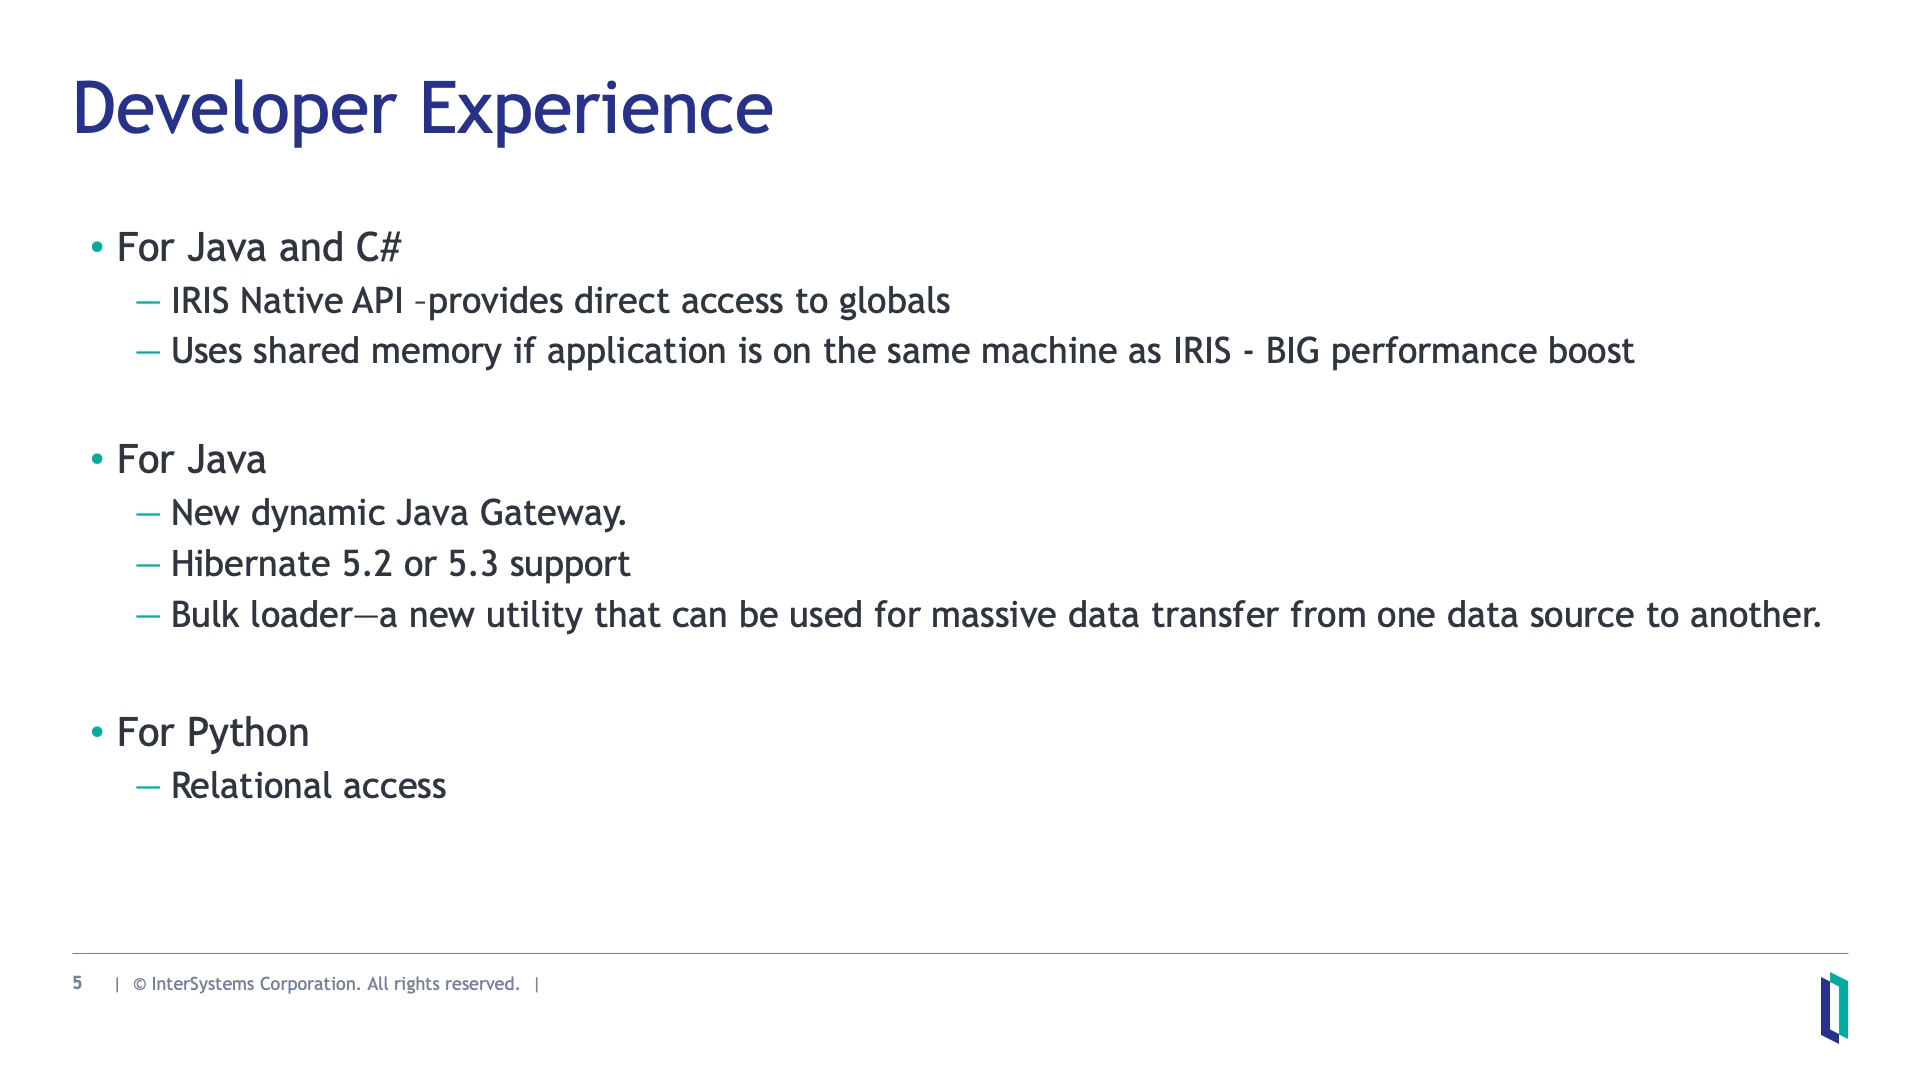 Developer Experience
• For Java and C#
— IRIS Native API –provides direct access to globals
— Uses shared memory if application is on the same machine as IRIS - BIG performance boost
• For Java
— New dynamic Java Gateway.
— Hibernate 5.2 or 5.3 support
— Bulk loader—a new utility that can be used for massive data transfer from one data source to another.
• For Python
— Relational access
5 | © InterSystems Corporation. All rights reserved. |